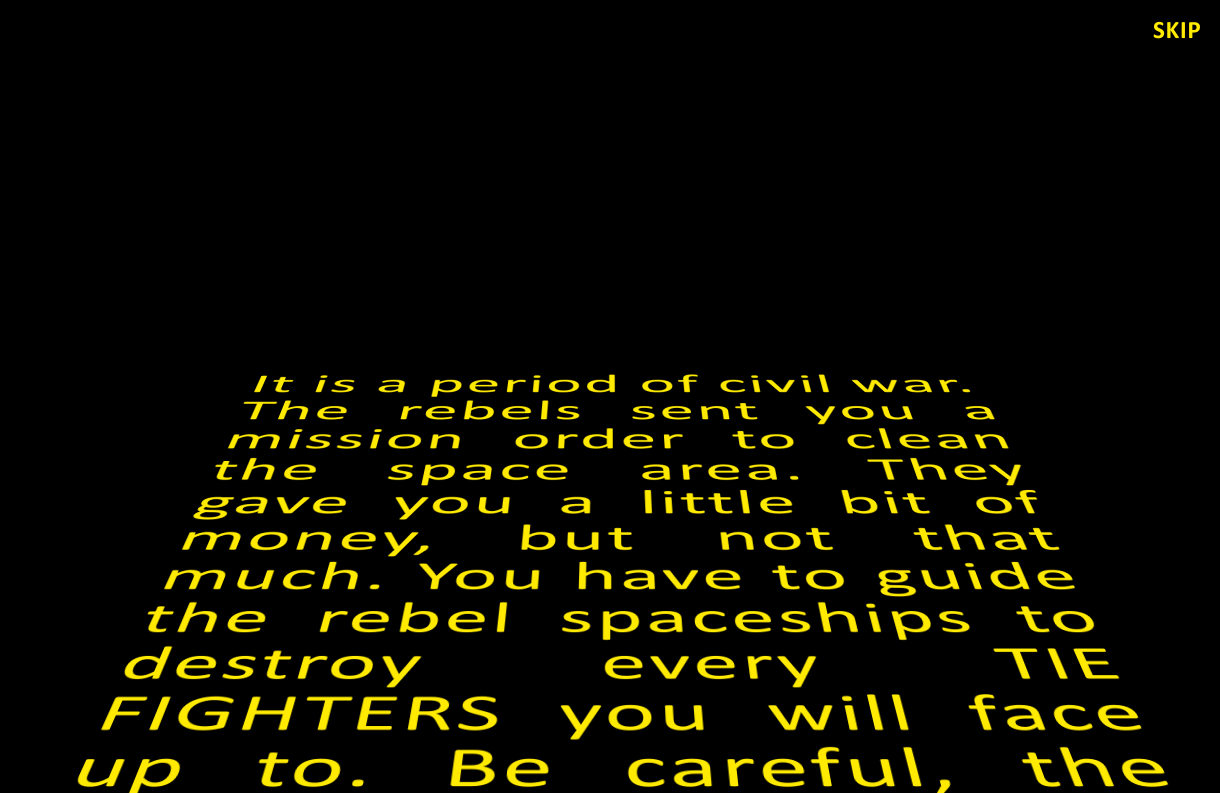 SKIP
It is a period of civil war.
The rebels sent you a
mission order to clean
the space area. They
gave you a little bit of
money, but not that
much. You have to guide
the rebel spaceships to
destroy every TIE
FIGHTERS you will face
up to. Be careful, the